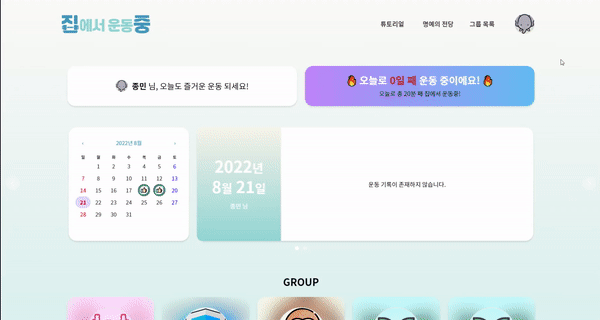 집에서 운동중
튜토리얼 명예의 전당 그룹 목록
종민 님, 오늘도 즐거운 운동 되세요!
오늘로 0일 째 운동 중이에요!
오늘로 총 20분 째 집에서 운동중!
2022년 8월
일 월 화 수 목 금 토
1 2 3 4 5 6
7 8 9 10 11 12 13
14 15 16 17 20
21 22 23 24 25 26 27
28 29 30 31
2022년
8월 21일
종민 님
운동 기록이 존재하지 않습니다.
GROUP